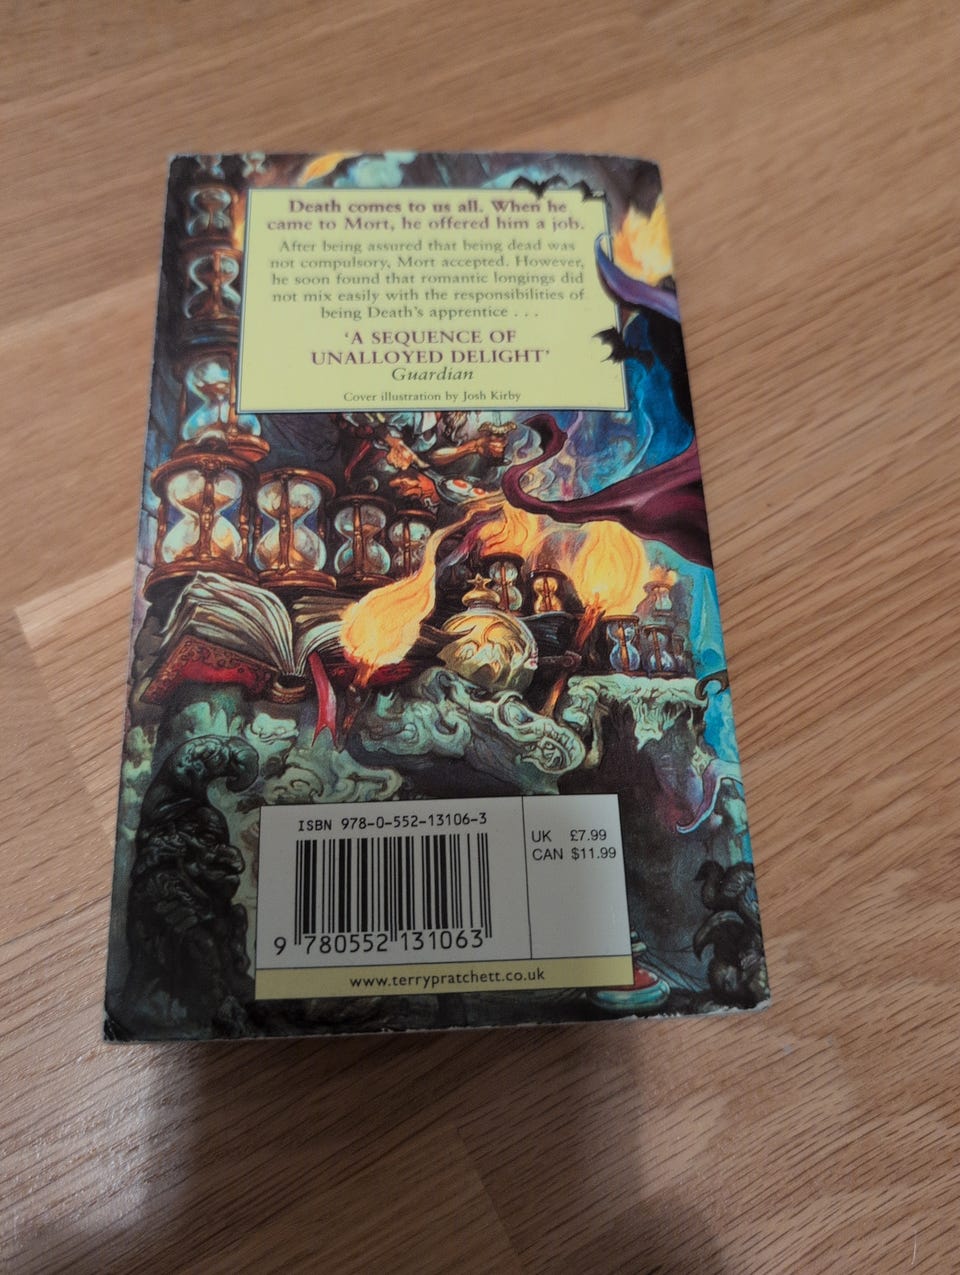 Death comes to us all. When he
came to Mort, he offered him a job.
After being assured that being dead was
not compulsory, Mort accepted. However,
he soon found that romantic longings did
not mix easily with the responsibilities of
being Death's apprentice . . .
'A SEQUENCE OF
UNALLOYED DELIGHT'
Guardian
Cover illustration by Josh Kirby
ISBN 978-0-552-13106-3
UK £7.99
CAN $11.99
9 780552 131063
www.terrypratchett.co.uk